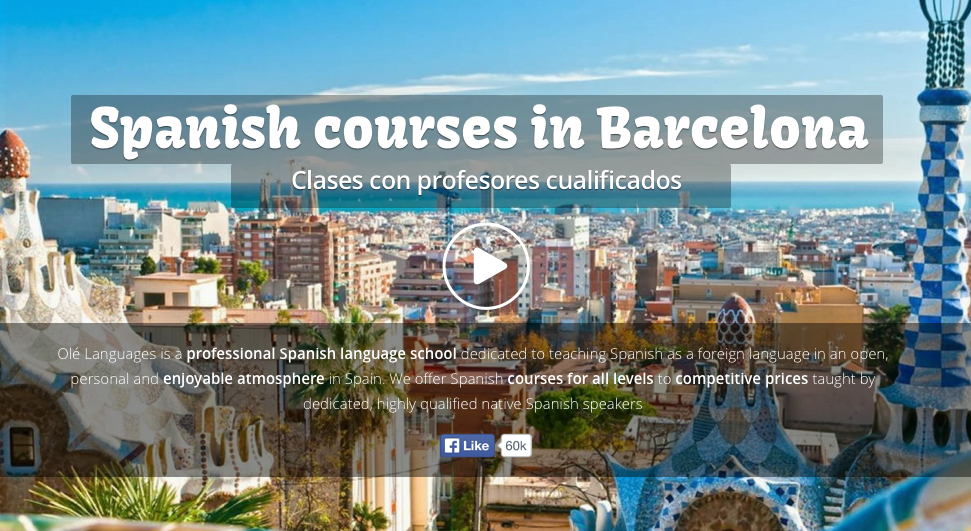 Spanish courses in Barcelona
Clases con profesores cualificados
Olé Languages is a professional Spanish language school dedicated to teaching Spanish as a foreign language in an open,
personal and enjoyable atmosphere in Spain. We offer Spanish courses for all levels to competitive prices taught by
dedicated, highly qualified native Spanish speakers
Like 60k